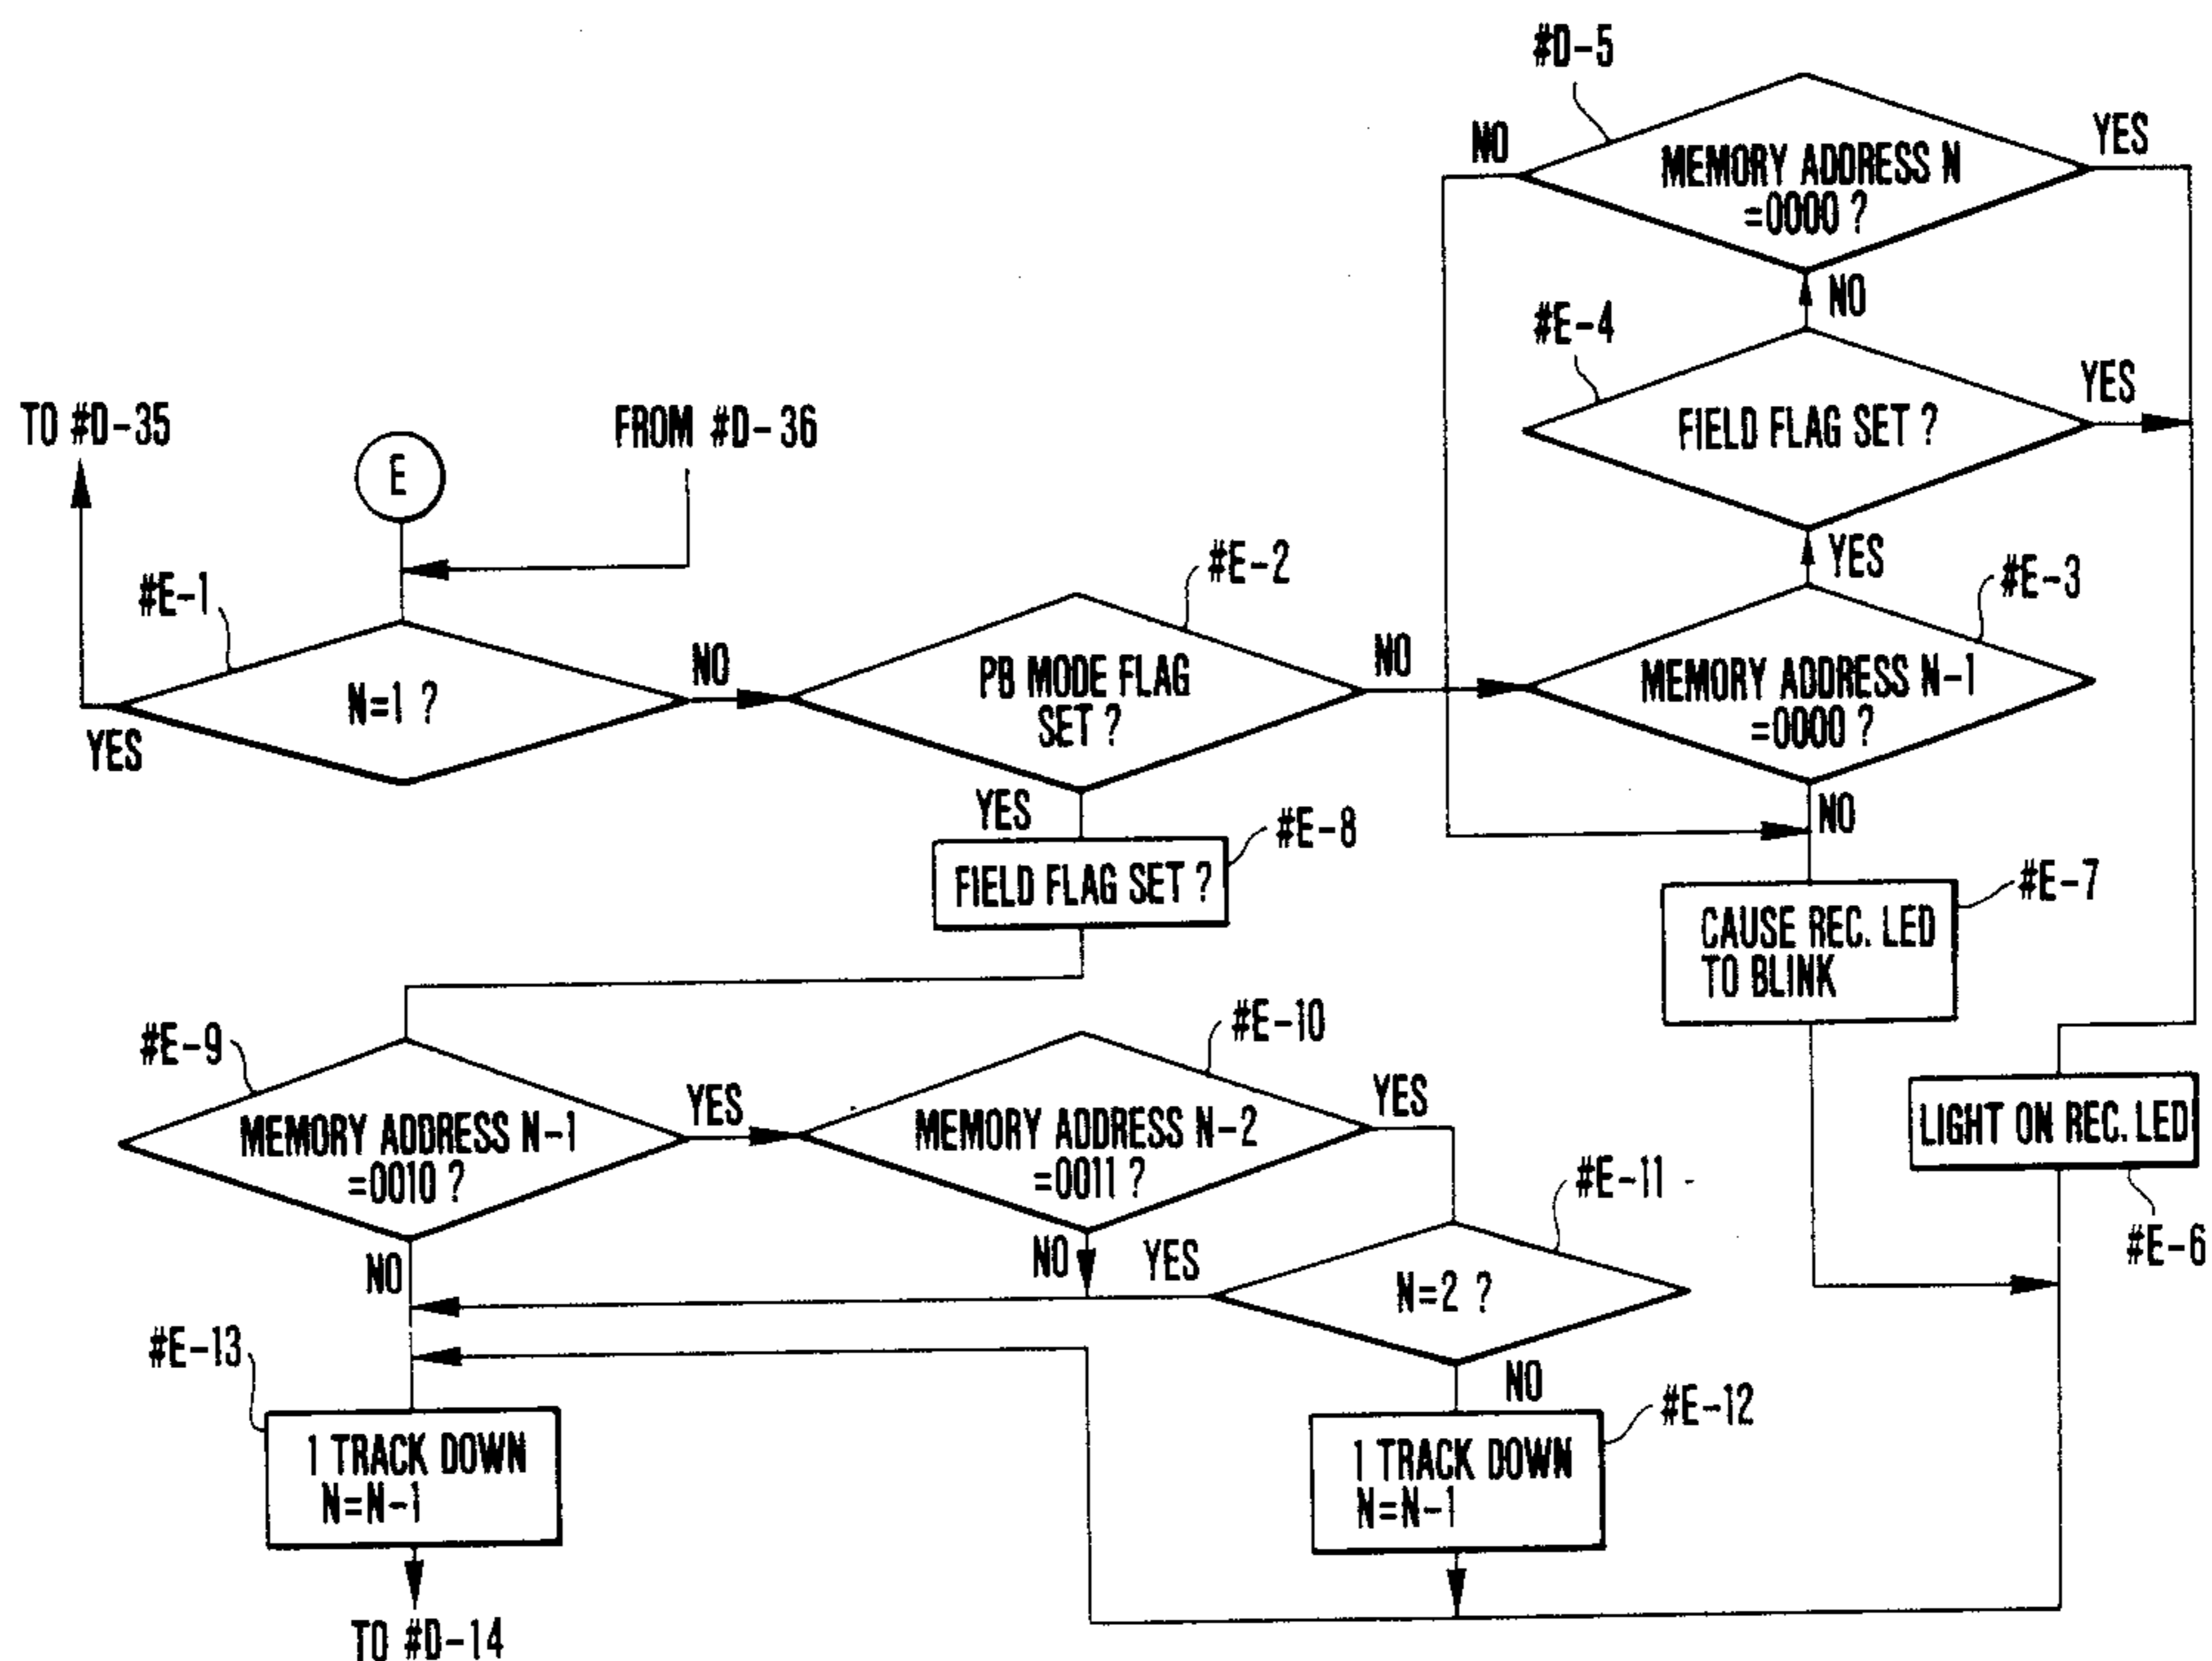 #D-5
NO
YES
MEMORY ADDRESS N
=0000 ?
NO
#E-4
YES
FIELD FLAG SET ?
TO #D-35
E
FROM #D-36
YES
#E-3
#E-2
#E-1
NO
NO
N=1 ?
YES
PB MODE FLAG
SET ?
MEMORY ADDRESS N-1
=0000 ?
YES
NO
#E-8
FIELD FLAG SET ?
#E-7
CAUSE REC. LED
TO BLINK
#E-9
#E-10
YES
YES
MEMORY ADDRESS N-1
=0010 ?
MEMORY ADDRESS N-2
=0011 ?
LIGHT ON REC. LED
#E-11
#E-6
NO
NO
YES
N=2 ?
#E-13
NO
#E-12
1 TRACK DOWN
N=N-1
1 TRACK DOWN
N=N-1
TO #D-14